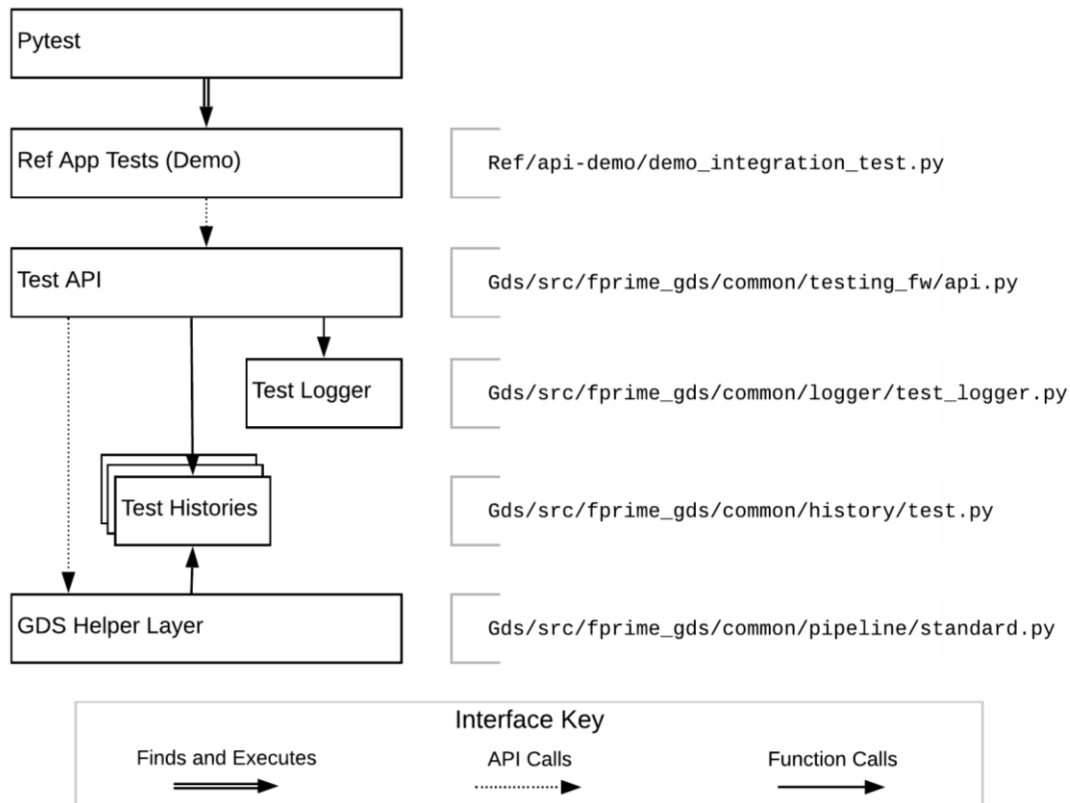 Pytest
Ref App Tests (Demo)
Ref/api-demo/demo_integration_test.py
Test API
Gds/src/fprime_gds/common/testing_fw/api.py
Test Logger
Gds/src/fprime_gds/common/logger/test_logger.py
Test Histories
Gds/src/fprime_gds/common/history/test.py
GDS Helper Layer
Gds/src/fprime_gds/common/pipeline/standard.py
Interface Key
Finds and Executes
API Calls
Function Calls